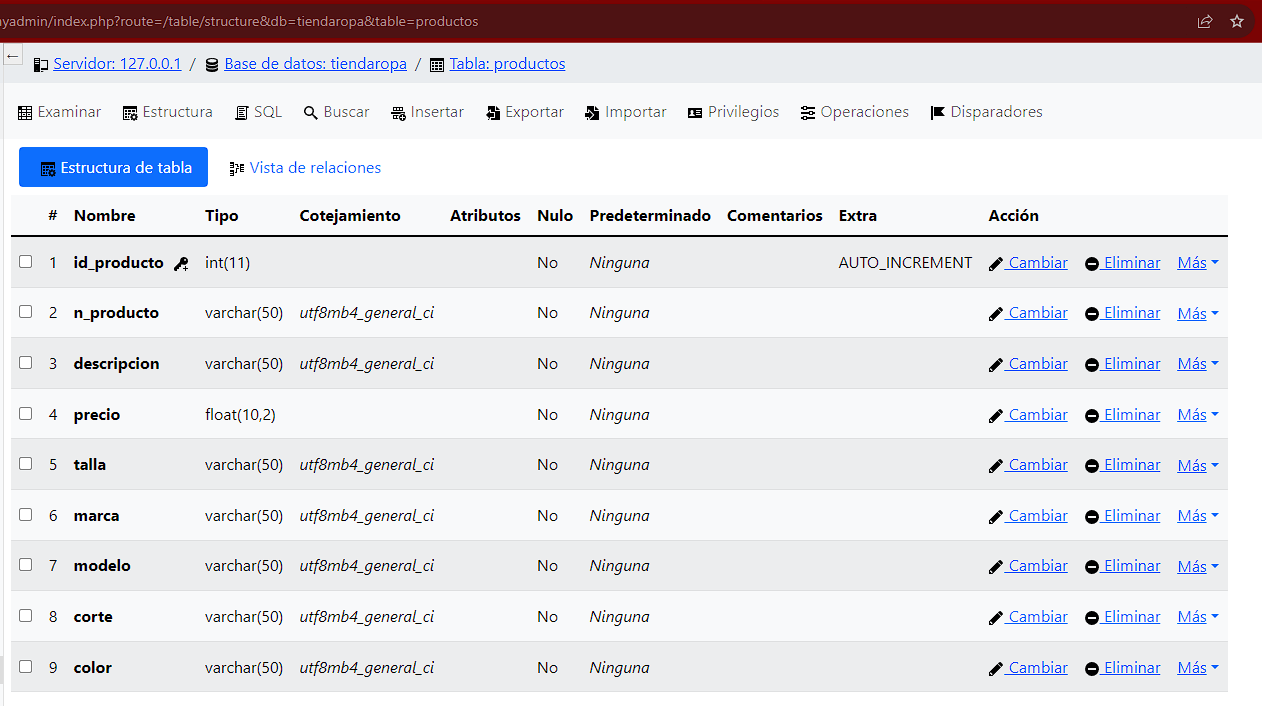 yadmin/index.php?route=/table/structure&db=tiendaropa&table=productos
← Servidor: 127.0.0.1 / Base de datos: tiendaropa / Tabla: productos
Examinar Estructura SQL Buscar Insertar Exportar Importar Privilegios Operaciones Disparadores
Estructura de tabla Vista de relaciones
# Nombre Tipo Cotejamiento Atributos Nulo Predeterminado Comentarios Extra Acción
1 id_producto int(11) No Ninguna AUTO_INCREMENT Cambiar Eliminar Más
2 n_producto varchar(50) utf8mb4_general_ci No Ninguna Cambiar Eliminar Más
3 descripcion varchar(50) utf8mb4_general_ci No Ninguna Cambiar Eliminar Más
4 precio float(10,2) No Ninguna Cambiar Eliminar Más
5 talla varchar(50) utf8mb4_general_ci No Ninguna Cambiar Eliminar Más
6 marca varchar(50) utf8mb4_general_ci No Ninguna Cambiar Eliminar Más
7 modelo varchar(50) utf8mb4_general_ci No Ninguna Cambiar Eliminar Más
8 corte varchar(50) utf8mb4_general_ci No Ninguna Cambiar Eliminar Más
9 color varchar(50) utf8mb4_general_ci No Ninguna Cambiar Eliminar Más